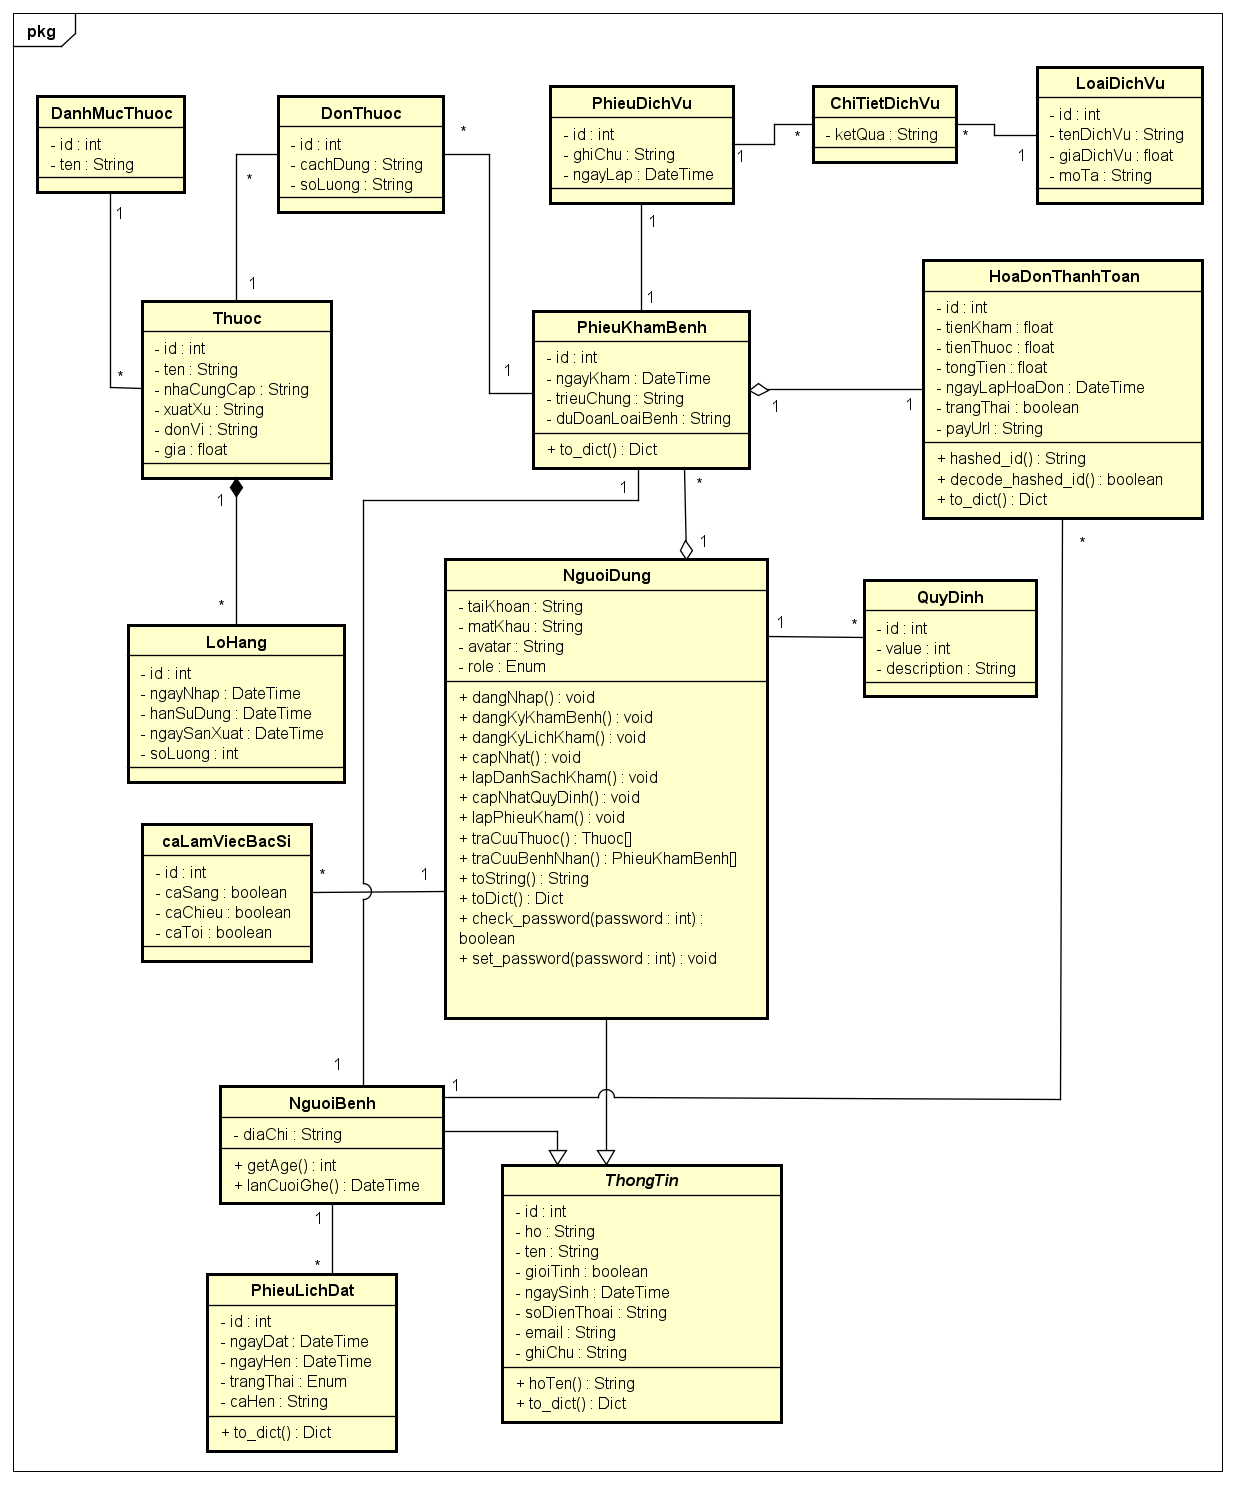 pkg
DanhMucThuoc
- id : int
- ten : String
DonThuoc
- id : int
- cachDung : String
- soLuong : String
PhieuDichVu
- id : int
- ghiChu : String
- ngayLap : DateTime
ChiTietDichVu
- ketQua : String
LoaiDichVu
- id : int
- tenDichVu : String
- giaDichVu : float
- moTa : String
*
*
1
*
*
1
1
*
1
1
1
*
1
Thuoc
- id : int
- ten : String
- nhaCungCap : String
- xuatXu : String
- donVi : String
- gia : float
PhieuKhamBenh
- id : int
- ngayKham : DateTime
- trieuChung : String
- duDoanLoaiBenh : String
+ to_dict() : Dict
HoaDonThanhToan
- id : int
- tienKham : float
- tienThuoc : float
- tongTien : float
- ngayLapHoaDon : DateTime
- trangThai : boolean
- payUrl : String
+ hashed_id() : String
+ decode_hashed_id() : boolean
+ to_dict() : Dict
1
1
1
1
*
*
1
*
LoHang
- id : int
- ngayNhap : DateTime
- hanSuDung : DateTime
- ngaySanXuat : DateTime
- soLuong : int
NguoiDung
- taiKhoan : String
- matKhau : String
- avatar : String
- role : Enum
+ dangNhap() : void
+ dangKyKhamBenh() : void
+ dangKyLichKham() : void
+ capNhat() : void
+ lapDanhSachKham() : void
+ capNhatQuyDinh() : void
+ lapPhieuKham() : void
+ traCuuThuoc() : Thuoc[]
+ traCuuBenhNhan() : PhieuKhamBenh[]
+ toString() : String
+ toDict() : Dict
+ check_password(password : int) :
boolean
+ set_password(password : int) : void
1
*
QuyDinh
- id : int
- value : int
- description : String
caLamViecBacSi
- id : int
- caSang : boolean
- caChieu : boolean
- caToi : boolean
*
1
1
1
NguoiBenh
- diaChi : String
+ getAge() : int
+ lanCuoiGhe() : DateTime
1
*
ThongTin
- id : int
- ho : String
- ten : String
- gioiTinh : boolean
- ngaySinh : DateTime
- soDienThoai : String
- email : String
- ghiChu : String
+ hoTen() : String
+ to_dict() : Dict
PhieuLichDat
- id : int
- ngayDat : DateTime
- ngayHen : DateTime
- trangThai : Enum
- caHen : String
+ to_dict() : Dict